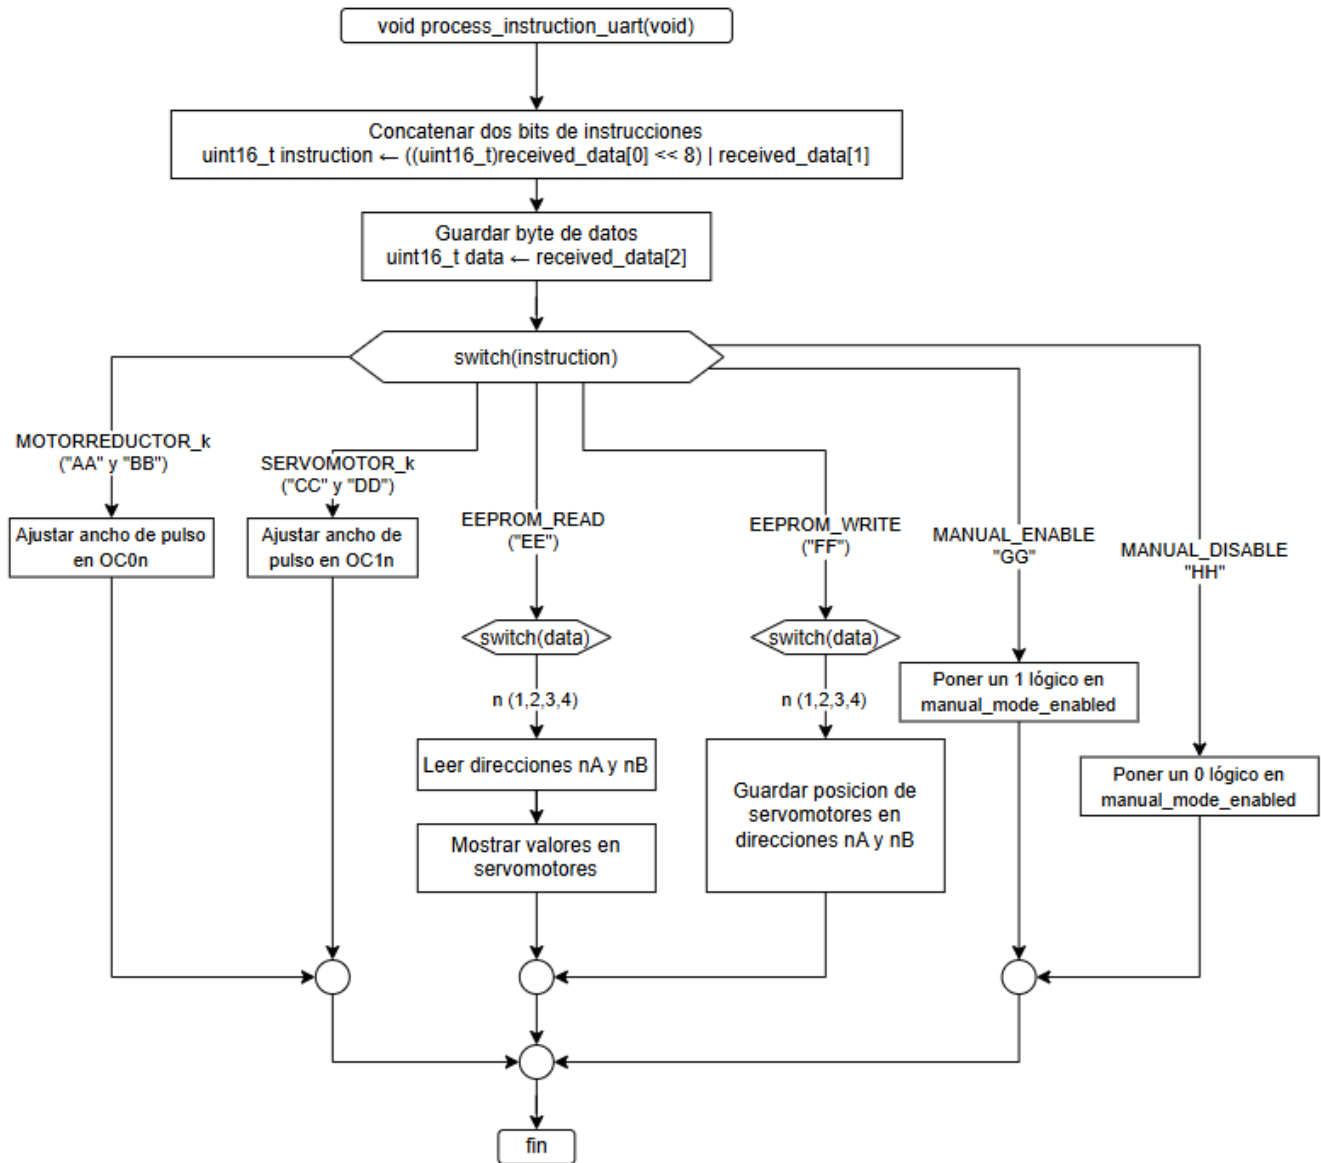 void process_instruction_uart(void)
Concatenar dos bits de instrucciones
uint16_t instruction ← ((uint16_t)received_data[0] << 8) | received_data[1]
Guardar byte de datos
uint16_t data ← received_data[2]
switch(instruction)
MOTORREDUCTOR_k
("AA" y "BB")
Ajustar ancho de pulso
en OC0n
SERVOMOTOR_k
("CC" y "DD")
Ajustar ancho de
pulso en OC1n
EEPROM_READ
("EE")
switch(data)
n (1,2,3,4)
Leer direcciones nA y nB
Mostrar valores en
servomotores
EEPROM_WRITE
("FF")
switch(data)
n (1,2,3,4)
Guardar posicion de
servomotores en
direcciones nA y nB
MANUAL_ENABLE
"GG"
Poner un 1 lógico en
manual_mode_enabled
MANUAL_DISABLE
"HH"
Poner un 0 lógico en
manual_mode_enabled
fin